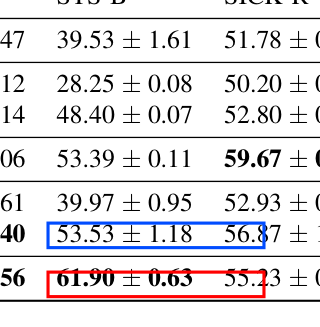 47 39.53 ± 1.61 51.78 ±
12 28.25 ± 0.08 50.20 ±
14 48.40 ± 0.07 52.80 ±
06 53.39 ± 0.11 59.67 ±
61 39.97 ± 0.95 52.93 ±
40 53.53 ± 1.18 56.87 ±
56 61.90 ± 0.63 55.23 ±